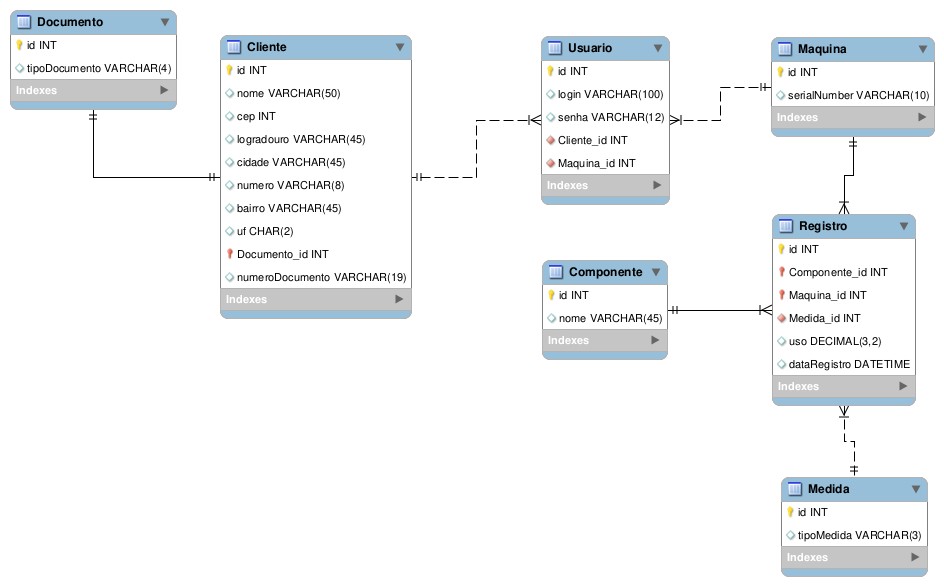 Documento
id INT
tipoDocumento VARCHAR(4)
Indexes
Cliente
id INT
nome VARCHAR(50)
cep INT
logradouro VARCHAR(45)
cidade VARCHAR(45)
numero VARCHAR(8)
bairro VARCHAR(45)
uf CHAR(2)
Documento_id INT
numeroDocumento VARCHAR(19)
Indexes
Usuario
id INT
login VARCHAR(100)
senha VARCHAR(12)
Cliente_id INT
Maquina_id INT
Indexes
Maquina
id INT
serialNumber VARCHAR(10)
Indexes
Componente
id INT
nome VARCHAR(45)
Indexes
Registro
id INT
Componente_id INT
Maquina_id INT
Medida_id INT
uso DECIMAL(3,2)
dataRegistro DATETIME
Indexes
Medida
id INT
tipoMedida VARCHAR(3)
Indexes